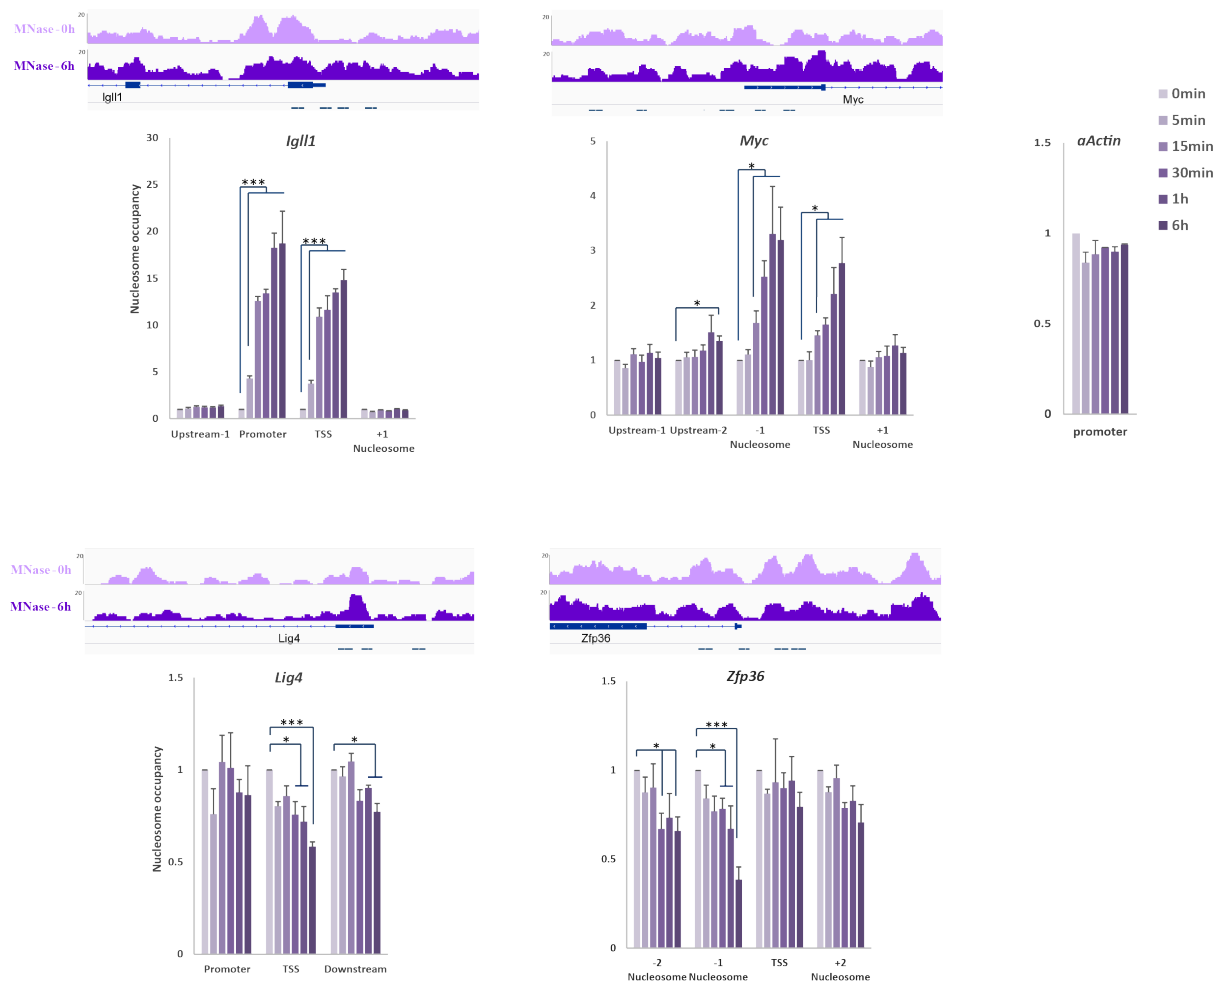 MNase-0h
20
MNase-6h
20
Igll1
20
20
Myc
Igll1
30
25
20
15
10
5
0
Nucleosome occupancy
***
***
Upstream-1
Promoter
TSS
+1
Nucleosome
Myc
5
4
3
2
1
0
*
*
*
Upstream-1
Upstream-2
-1
Nucleosome
TSS
+1
Nucleosome
aActin
1.5
1
0.5
0
promoter
0min
5min
15min
30min
1h
6h
MNase-0h
20
MNase-6h
20
Lig4
20
20
Zfp36
Lig4
1.5
1
0.5
0
Nucleosome occupancy
***
*
*
Promoter
TSS
Downstream
Zfp36
1.5
1
0.5
0
*
***
*
-2
Nucleosome
-1
Nucleosome
TSS
+2
Nucleosome